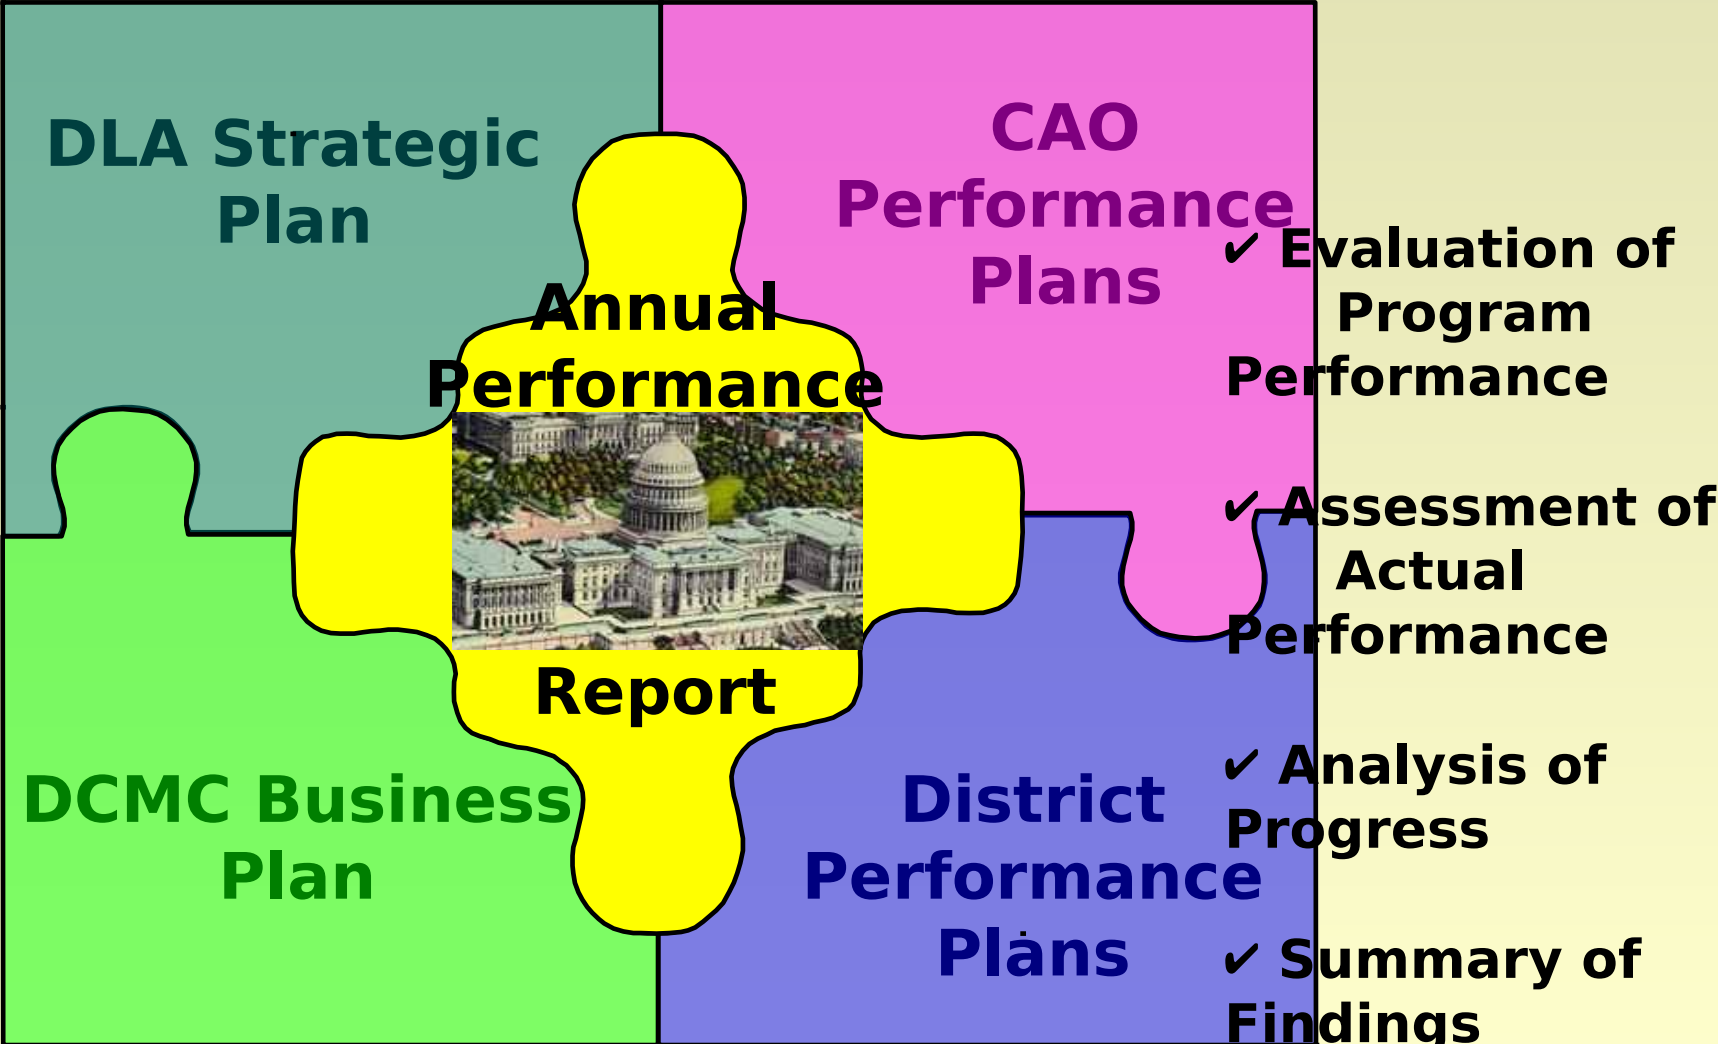 DLA Strategic
Plan
CAO
Performance
Plans
Annual
Performance
Report
DCMC Business
Plan
District
Performance
Plans
✔ Evaluation of
Program
Performance
✔ Assessment of
Actual
Performance
✔ Analysis of
Progress
✔ Summary of
Findings